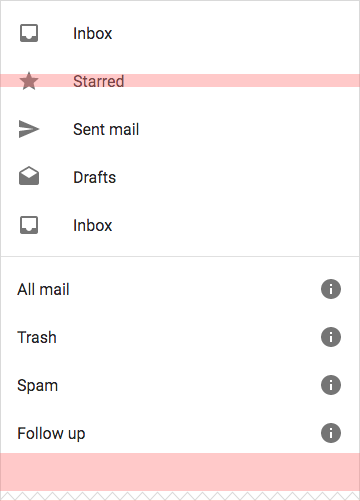 Inbox
Starred
Sent mail
Drafts
Inbox
All mail
Trash
Spam
Follow up